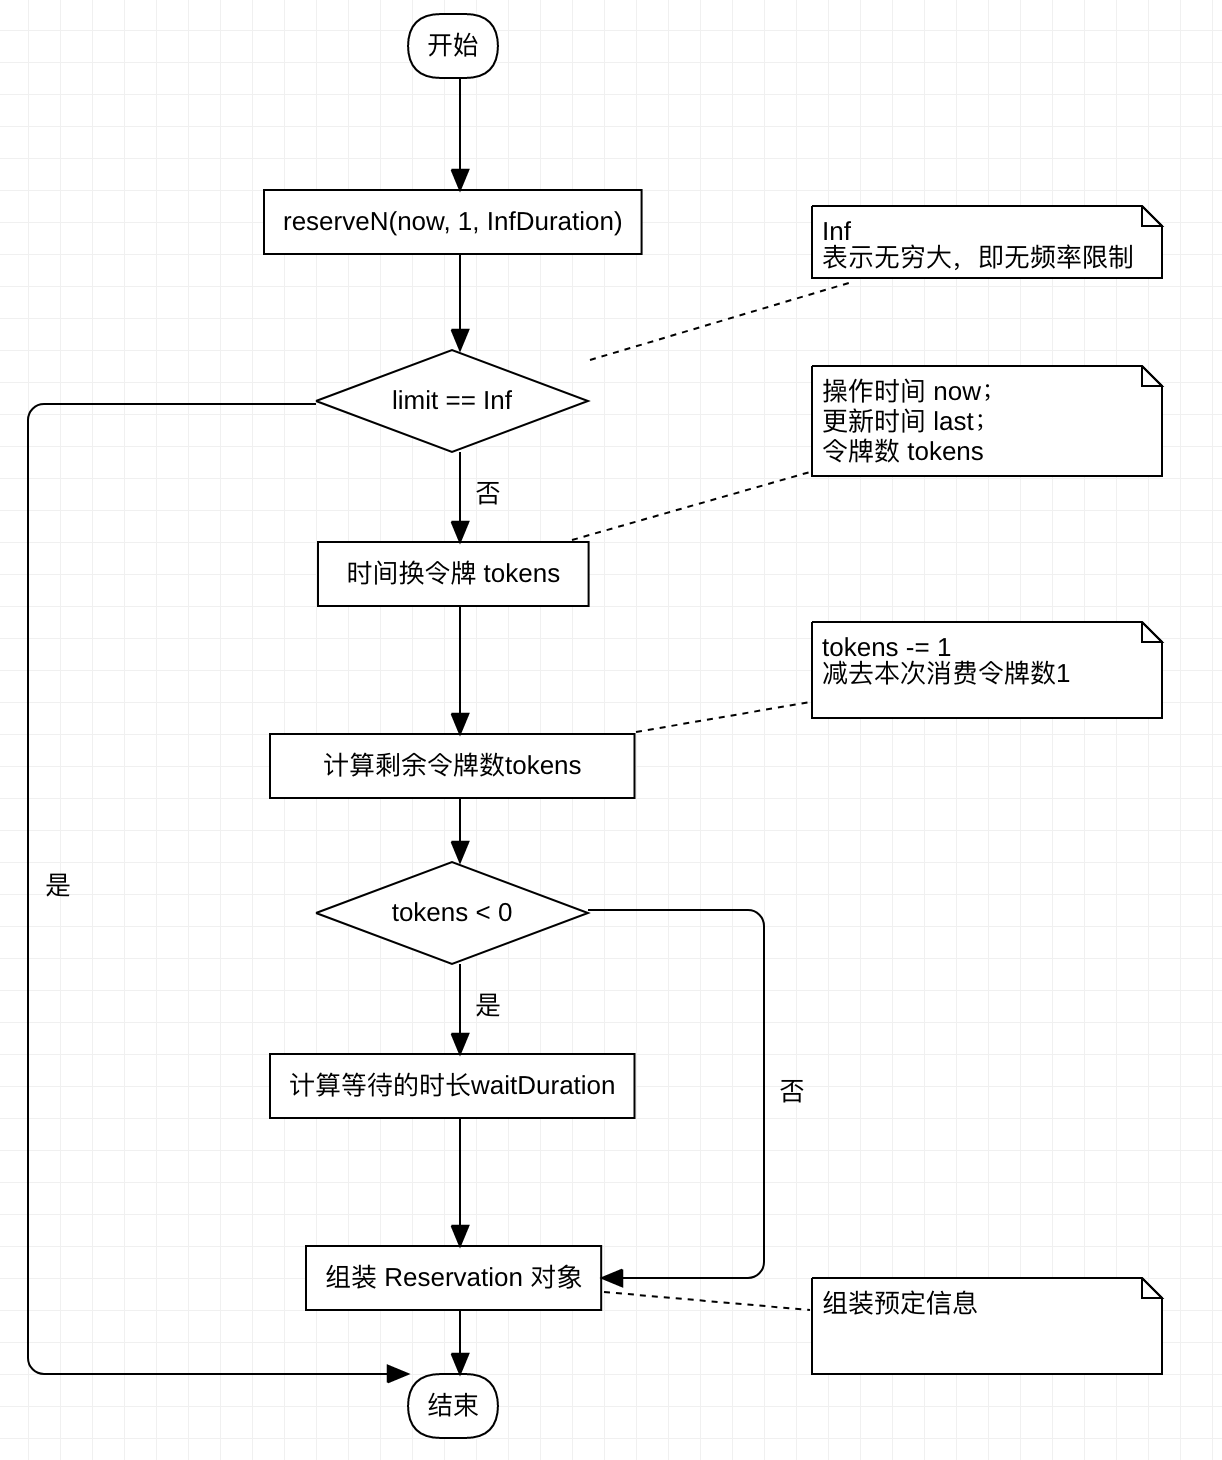 开始
reserveN(now, 1, InfDuration)
Inf
表示无穷大，即无频率限制
limit == Inf
操作时间 now；
更新时间 last；
令牌数 tokens
否
时间换令牌 tokens
tokens -= 1
减去本次消费令牌数1
计算剩余令牌数tokens
是
tokens < 0
是
计算等待的时长waitDuration
否
组装 Reservation 对象
组装预定信息
结束